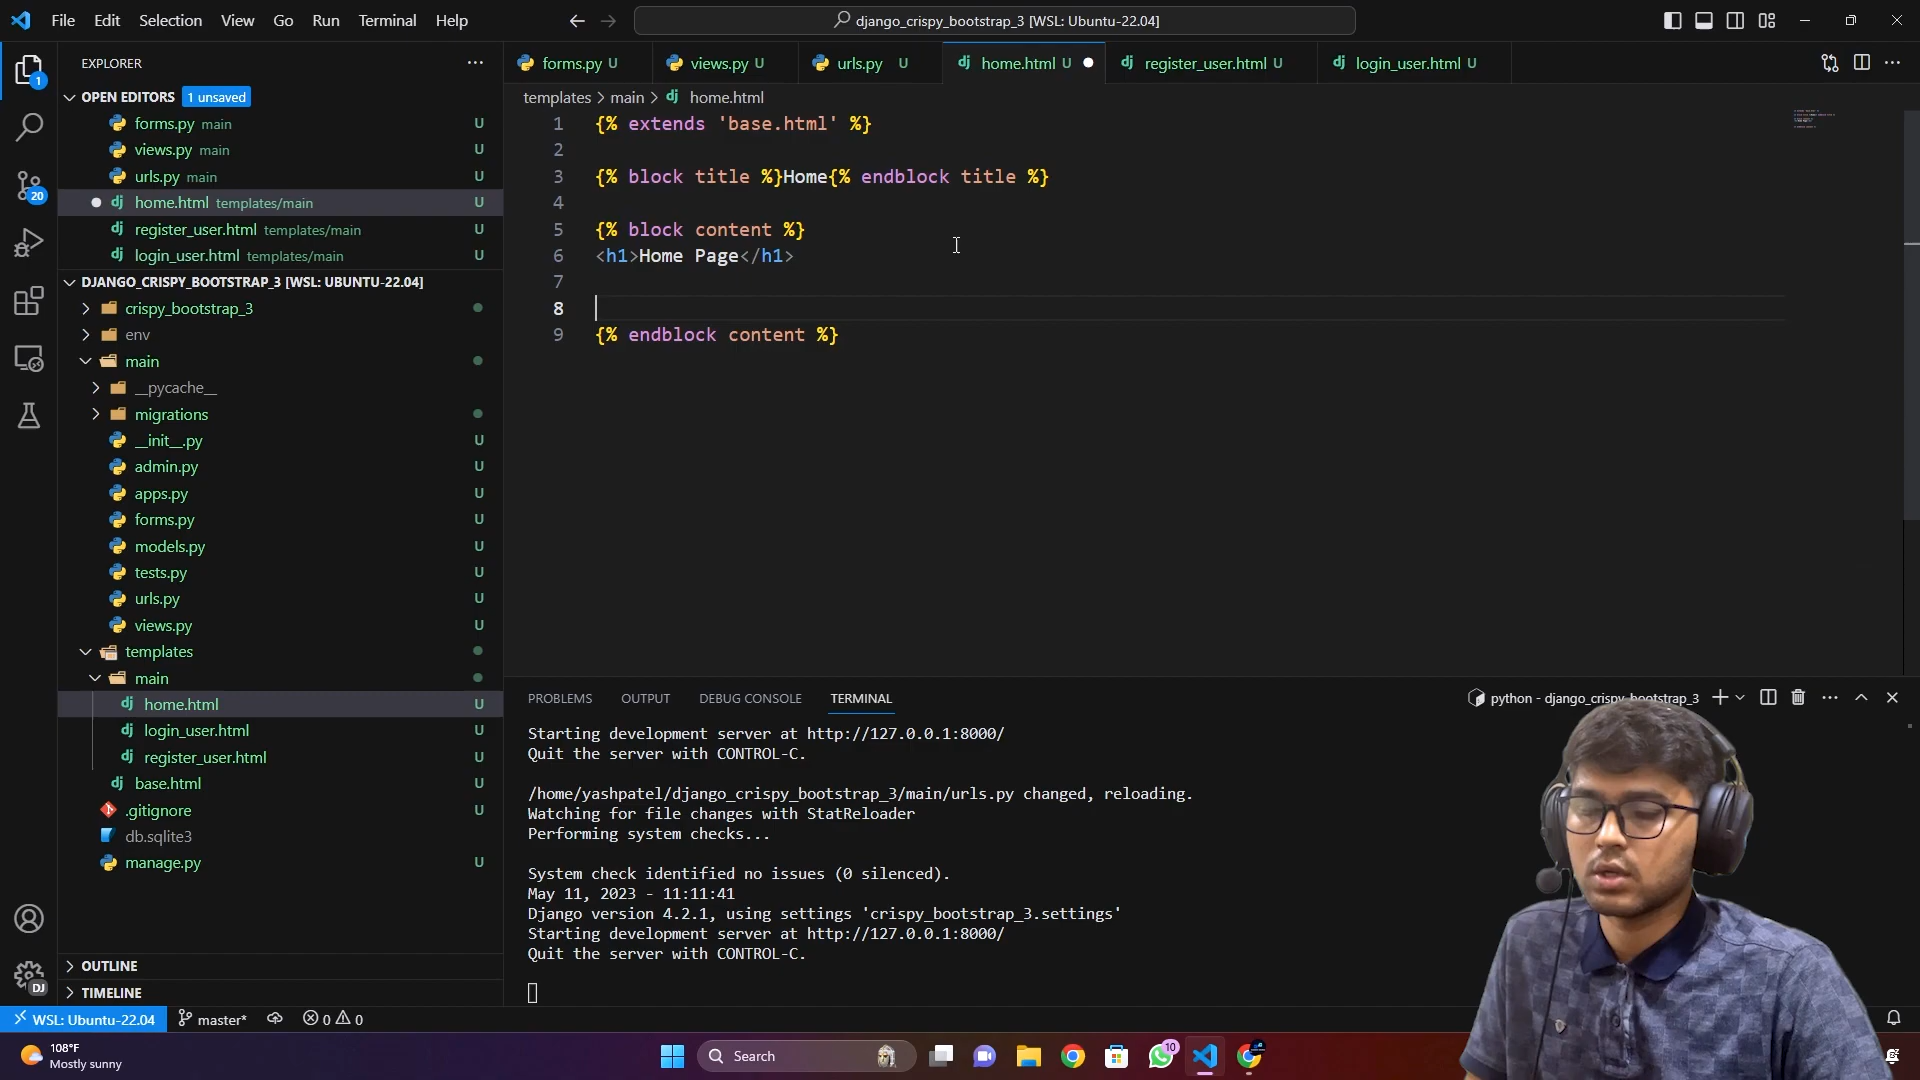 File Edit Selection View Go Run Terminal Help
django_crispy_bootstrap_3 [WSL: Ubuntu-22.04]
EXPLORER
forms.py U
views.py U
urls.py U
home.html U
register_user.html U
login_user.html U
OPEN EDITORS 1 unsaved
templates > main > home.html
forms.py main U
views.py main U
urls.py main U
home.html templates/main U
register_user.html templates/main U
login_user.html templates/main U
DJANGO_CRISPY_BOOTSTRAP_3 [WSL: UBUNTU-22.04]
crispy_bootstrap_3
env
main
__pycache__
migrations
__init__.py U
admin.py U
apps.py U
forms.py U
models.py U
tests.py U
urls.py U
views.py U
templates
main
home.html U
login_user.html U
register_user.html U
base.html U
.gitignore U
db.sqlite3
manage.py U
OUTLINE
TIMELINE
1 {% extends 'base.html' %}
2
3 {% block title %}Home{% endblock title %}
4
5 {% block content %}
6 <h1>Home Page</h1>
7
8
9 {% endblock content %}
PROBLEMS OUTPUT DEBUG CONSOLE TERMINAL
python - django_crispy_bootstrap_3
Starting development server at http://127.0.0.1:8000/
Quit the server with CONTROL-C.
/home/yashpatel/django_crispy_bootstrap_3/main/urls.py changed, reloading.
Watching for file changes with StatReloader
Performing system checks...
System check identified no issues (0 silenced).
May 11, 2023 - 11:11:41
Django version 4.2.1, using settings 'crispy_bootstrap_3.settings'
Starting development server at http://127.0.0.1:8000/
Quit the server with CONTROL-C.
1
20
DJ
WSL: Ubuntu-22.04 master* 0 0
108°F
Mostly sunny
Search
10